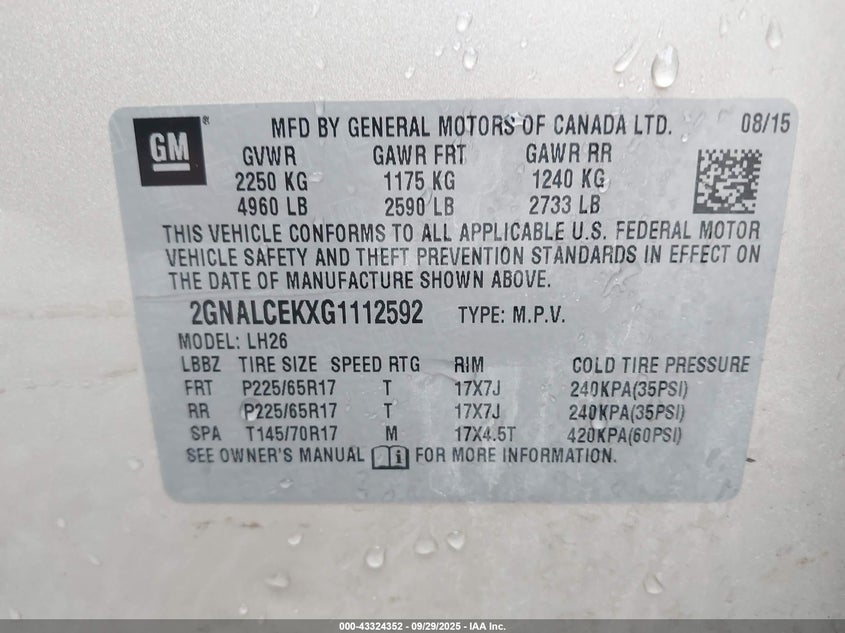 GM
MFD BY GENERAL MOTORS OF CANADA LTD. 08/15
GVWR GAWR FRT GAWR RR
2250 KG 1175 KG 1240 KG
4960 LB 2590 LB 2733 LB
THIS VEHICLE CONFORMS TO ALL APPLICABLE U.S. FEDERAL MOTOR
VEHICLE SAFETY AND THEFT PREVENTION STANDARDS IN EFFECT ON
THE DATE OF MANUFACTURE SHOWN ABOVE.
2GNALCEKXG1112592 TYPE: M.P.V.
MODEL: LH26
LBBZ TIRE SIZE SPEED RTG RIM COLD TIRE PRESSURE
FRT P225/65R17 T 17X7J 240KPA(35PSI)
RR P225/65R17 T 17X7J 240KPA(35PSI)
SPA T145/70R17 M 17X4.5T 420KPA(60PSI)
SEE OWNER'S MANUAL i FOR MORE INFORMATION.
000-43324352 - 09/29/2025 - IAA Inc.